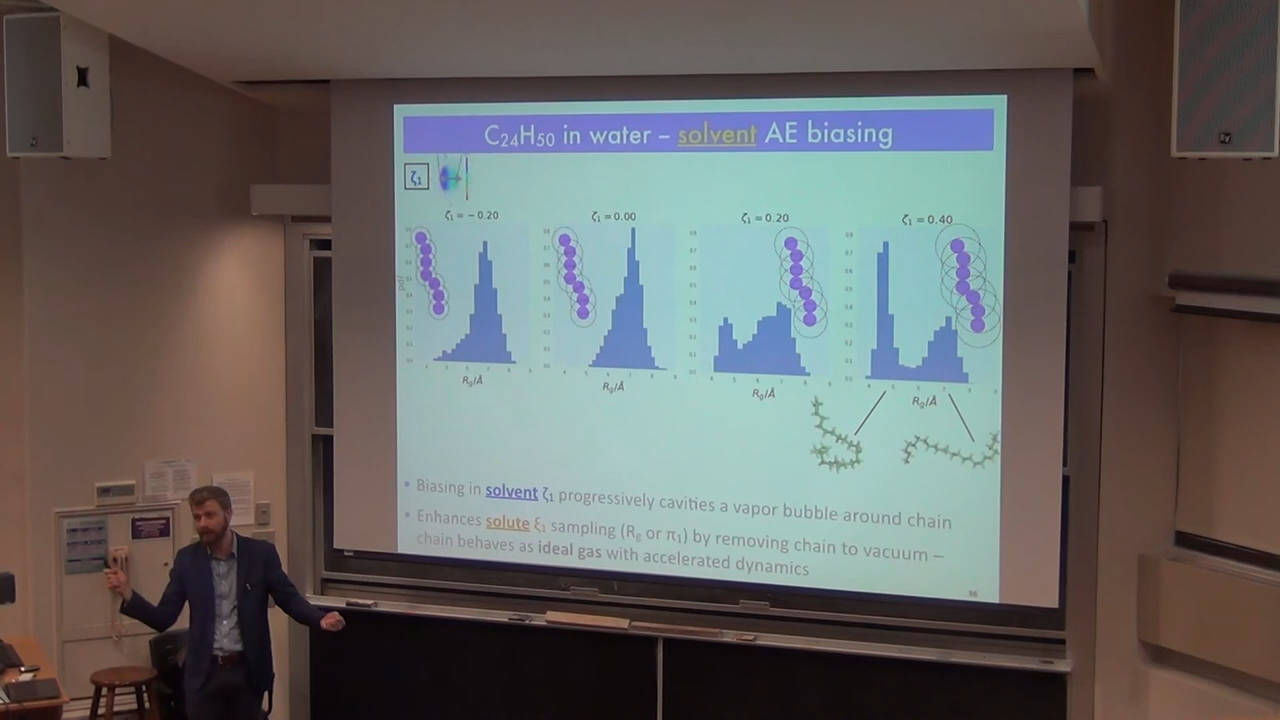 C24H50 in water – solvent AE biasing
ζ1
ζ1 = −0.20
ζ1 = 0.00
ζ1 = 0.20
ζ1 = 0.40
pdf
Rg/Å
Rg/Å
Rg/Å
Rg/Å
• Biasing in solvent ζ1 progressively cavities a vapor bubble around chain
• Enhances solute ξ1 sampling (Rg or π1) by removing chain to vacuum –
chain behaves as ideal gas with accelerated dynamics
36